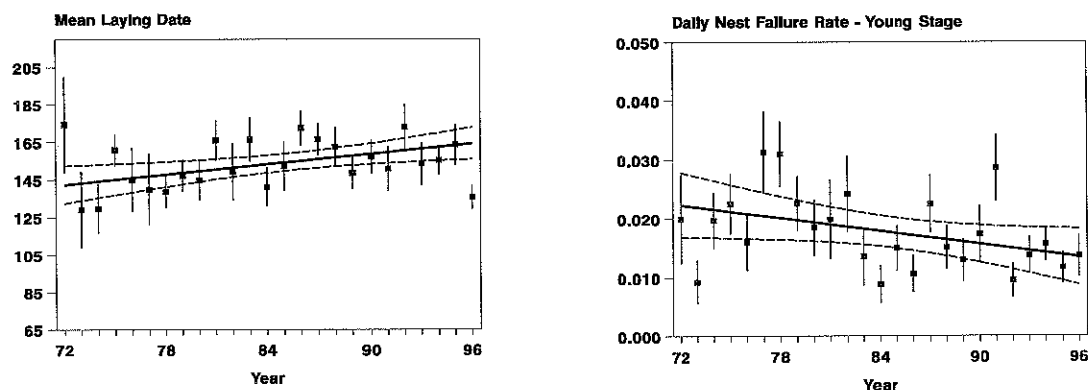 Mean Laying Date
205
185
165
145
125
105
85
65
72 78 84 90 96
Year
Daily Nest Failure Rate - Young Stage
0.050
0.040
0.030
0.020
0.010
0.000
72 78 84 90 96
Year